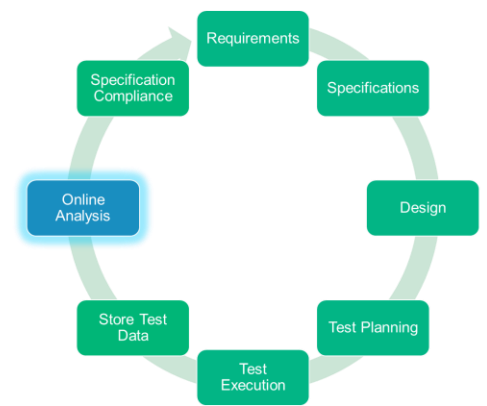 Requirements
Specifications
Design
Test Planning
Test
Execution
Store Test
Data
Online
Analysis
Specification
Compliance